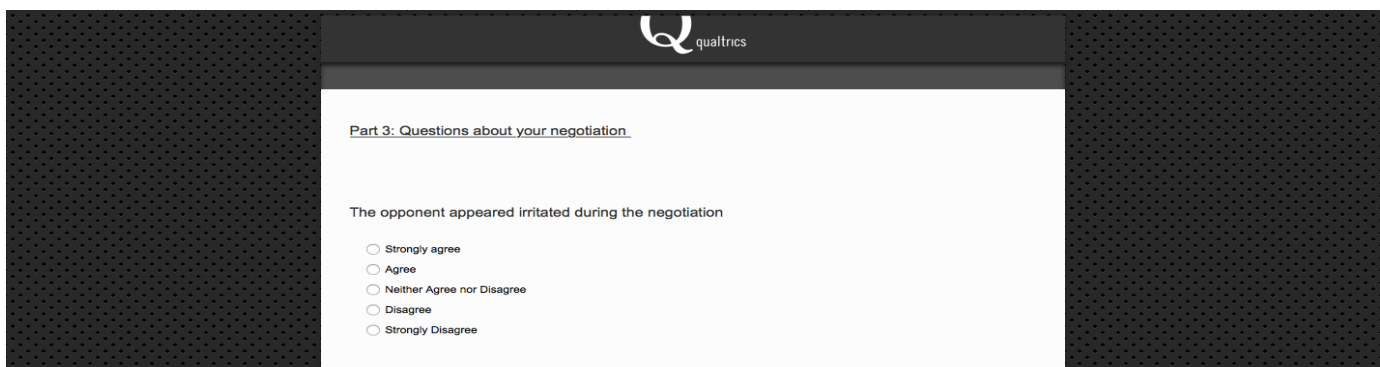 qualtrics
Part 3: Questions about your negotiation
The opponent appeared irritated during the negotiation
Strongly agree
Agree
Neither Agree nor Disagree
Disagree
Strongly Disagree